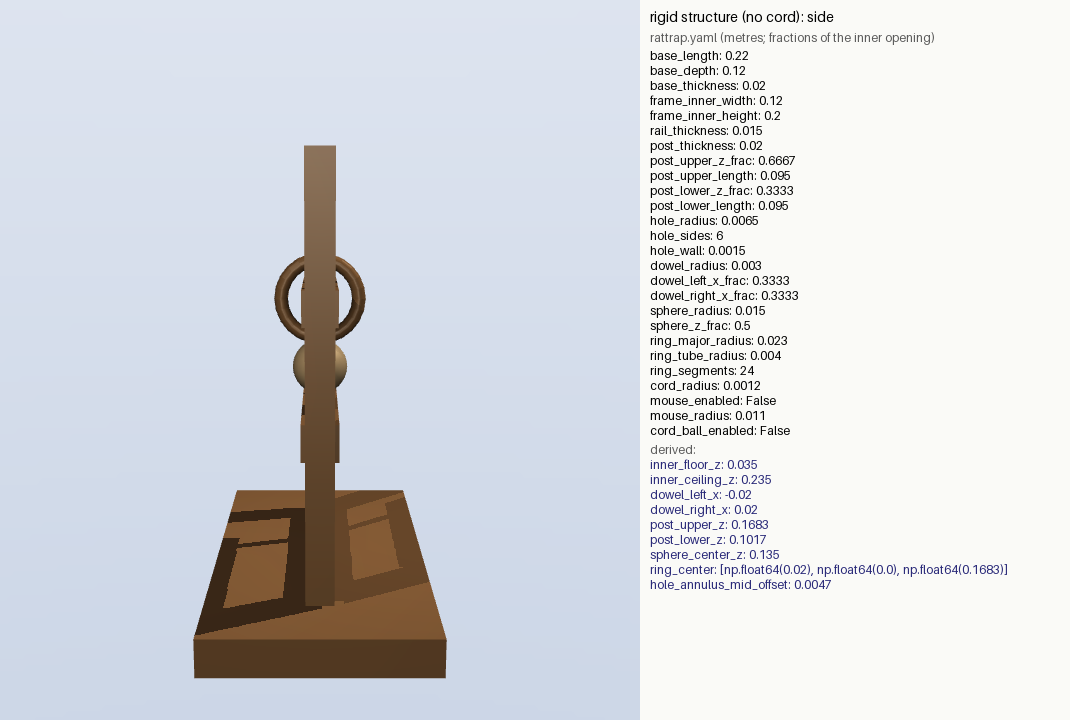 rigid structure (no cord): side
rattrap.yaml (metres; fractions of the inner opening)
base_length: 0.22
base_depth: 0.12
base_thickness: 0.02
frame_inner_width: 0.12
frame_inner_height: 0.2
rail_thickness: 0.015
post_thickness: 0.02
post_upper_z_frac: 0.6667
post_upper_length: 0.095
post_lower_z_frac: 0.3333
post_lower_length: 0.095
hole_radius: 0.0065
hole_sides: 6
hole_wall: 0.0015
dowel_radius: 0.003
dowel_left_x_frac: 0.3333
dowel_right_x_frac: 0.3333
sphere_radius: 0.015
sphere_z_frac: 0.5
ring_major_radius: 0.023
ring_tube_radius: 0.004
ring_segments: 24
cord_radius: 0.0012
mouse_enabled: False
mouse_radius: 0.011
cord_ball_enabled: False
derived:
inner_floor_z: 0.035
inner_ceiling_z: 0.235
dowel_left_x: -0.02
dowel_right_x: 0.02
post_upper_z: 0.1683
post_lower_z: 0.1017
sphere_center_z: 0.135
ring_center: [np.float64(0.02), np.float64(0.0), np.float64(0.1683)]
hole_annulus_mid_offset: 0.0047